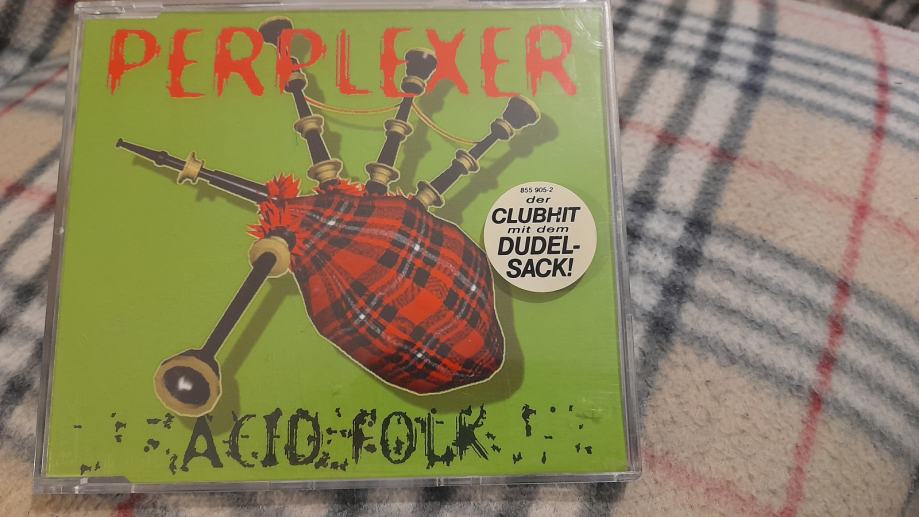 PERPLEXER
855 905-2
der
CLUBHIT
mit dem
DUDEL-
SACK!
ACID FOLK